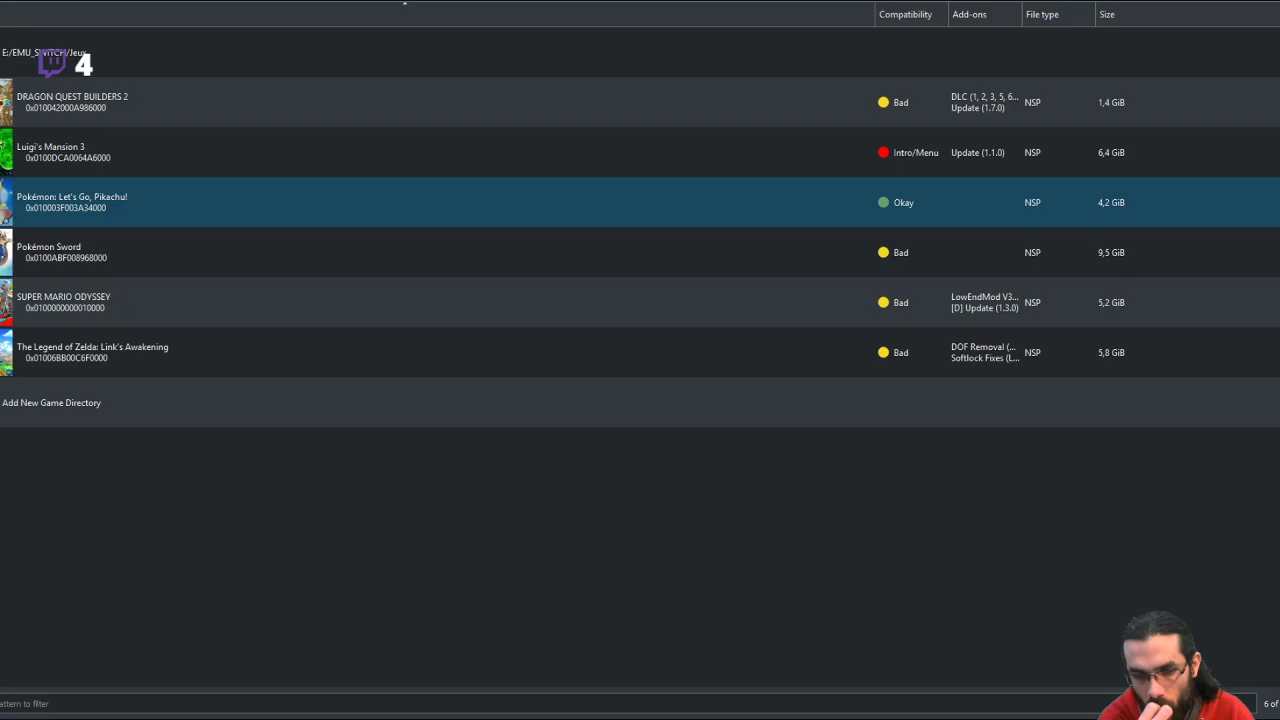 Compatibility Add-ons File type Size
E:/EMU_SWITCH/Jeux
4
DRAGON QUEST BUILDERS 2
0x010042000A986000
Bad
DLC (1, 2, 3, 5, 6...
Update (1.7.0)
NSP
1,4 GiB
Luigi's Mansion 3
0x0100DCA0064A6000
Intro/Menu
Update (1.1.0)
NSP
6,4 GiB
Pokémon: Let's Go, Pikachu!
0x010003F003A34000
Okay
NSP
4,2 GiB
Pokémon Sword
0x0100ABF008968000
Bad
NSP
9,5 GiB
SUPER MARIO ODYSSEY
0x0100000000010000
Bad
LowEndMod V3...
[D] Update (1.3.0)
NSP
5,2 GiB
The Legend of Zelda: Link's Awakening
0x01006BB00C6F0000
Bad
DOF Removal (...
Softlock Fixes (L...
NSP
5,8 GiB
Add New Game Directory
attern to filter
6 of